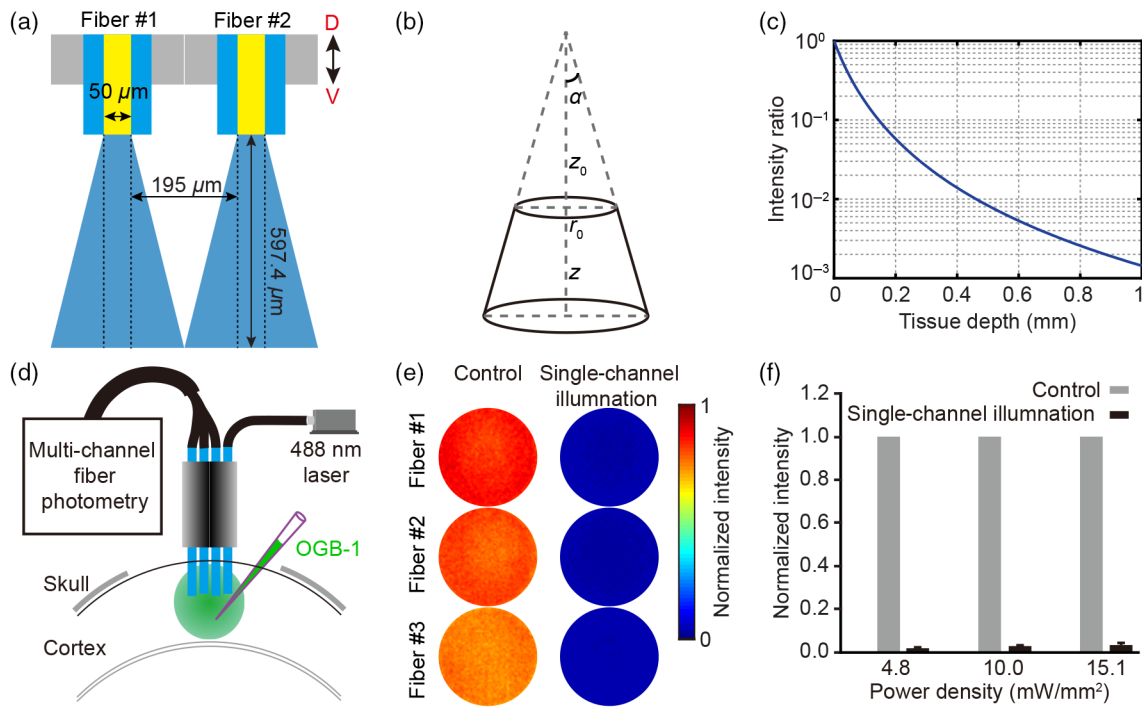 (a)
Fiber #1
Fiber #2
D
V
50 μm
195 μm
597.4 μm
(b)
α
z0
r0
z
(c)
Intensity ratio
10^0
10^-1
10^-2
10^-3
0
0.2
0.4
0.6
0.8
1
Tissue depth (mm)
(d)
Multi-channel
fiber
photometry
488 nm
laser
OGB-1
Skull
Cortex
(e)
Control
Single-channel
illumnation
Fiber #1
Fiber #2
Fiber #3
1
0
Normalized intensity
(f)
Control
Single-channel illumnation
Normalized intensity
1.2
1.0
0.8
0.6
0.4
0.2
0.0
4.8
10.0
15.1
Power density (mW/mm²)